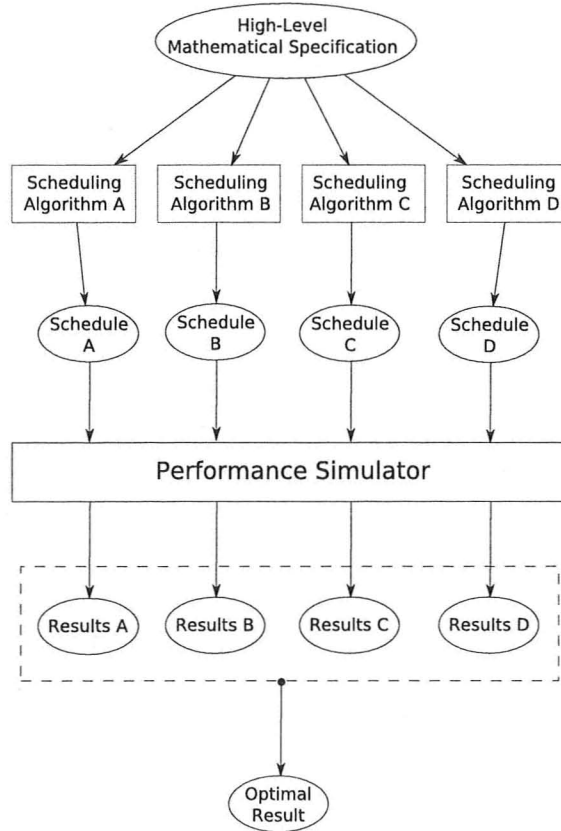 High-Level
Mathematical Specification
Scheduling Algorithm A
Scheduling Algorithm B
Scheduling Algorithm C
Scheduling Algorithm D
Schedule A
Schedule B
Schedule C
Schedule D
Performance Simulator
Results A
Results B
Results C
Results D
Optimal
Result